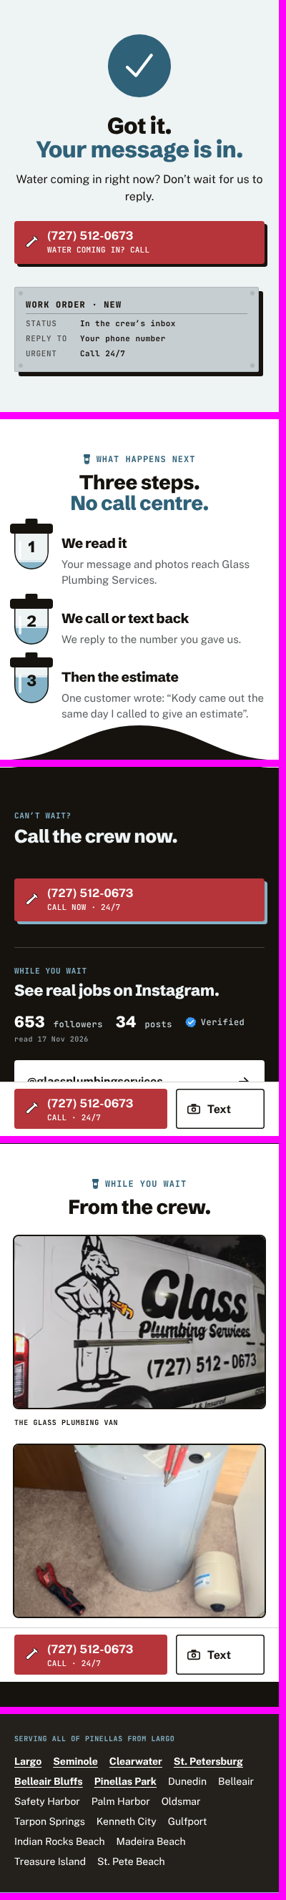 Got it.
Your message is in.
Water coming in right now? Don't wait for us to
reply.
(727) 512-0673
WATER COMING IN? CALL
WORK ORDER · NEW
STATUS In the crew's inbox
REPLY TO Your phone number
URGENT Call 24/7
WHAT HAPPENS NEXT
Three steps.
No call centre.
1 We read it
Your message and photos reach Glass
Plumbing Services.
2 We call or text back
We reply to the number you gave us.
3 Then the estimate
One customer wrote: “Kody came out the
same day I called to give an estimate”.
CAN'T WAIT?
Call the crew now.
(727) 512-0673
CALL NOW · 24/7
WHILE YOU WAIT
See real jobs on Instagram.
653 followers 34 posts Verified
read 17 Nov 2026
@glassplumbingservices
(727) 512-0673
CALL · 24/7
Text
WHILE YOU WAIT
From the crew.
Glass
Plumbing Services
(727) 512-0673
& Insured
THE GLASS PLUMBING VAN
(727) 512-0673
CALL · 24/7
Text
SERVING ALL OF PINELLAS FROM LARGO
Largo Seminole Clearwater St. Petersburg
Belleair Bluffs Pinellas Park Dunedin Belleair
Safety Harbor Palm Harbor Oldsmar
Tarpon Springs Kenneth City Gulfport
Indian Rocks Beach Madeira Beach
Treasure Island St. Pete Beach